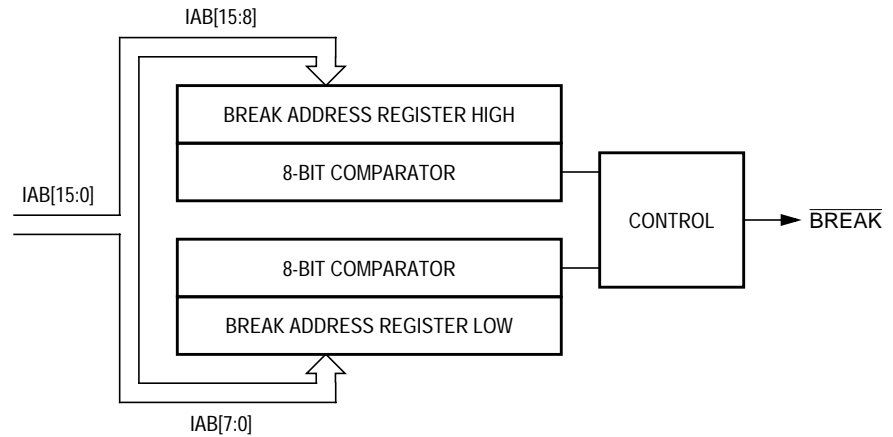 IAB[15:8]
BREAK ADDRESS REGISTER HIGH
8-BIT COMPARATOR
IAB[15:0]
CONTROL
BREAK
8-BIT COMPARATOR
BREAK ADDRESS REGISTER LOW
IAB[7:0]